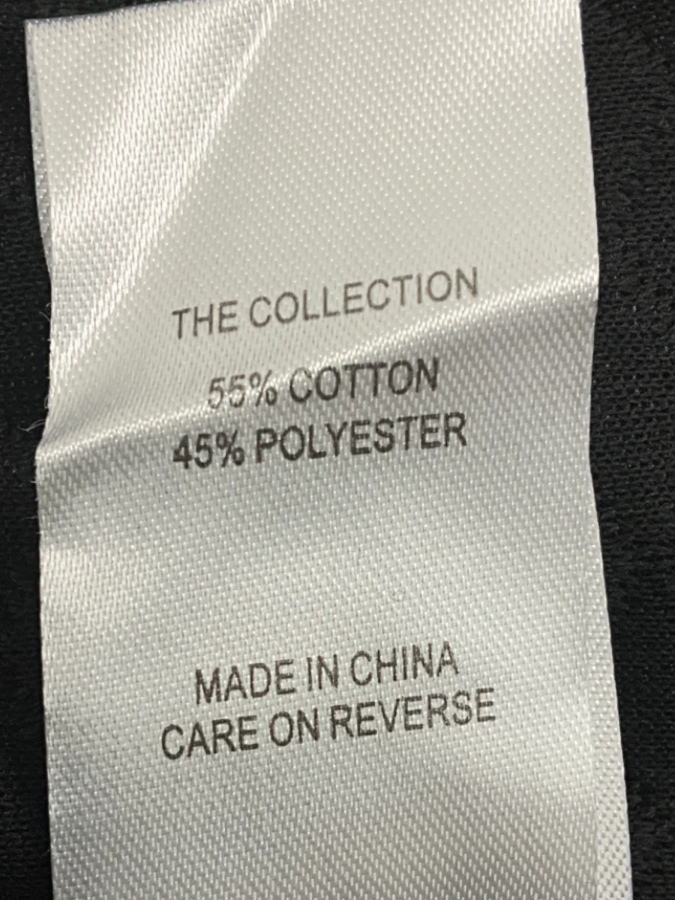 THE COLLECTION
55% COTTON
45% POLYESTER
MADE IN CHINA
CARE ON REVERSE